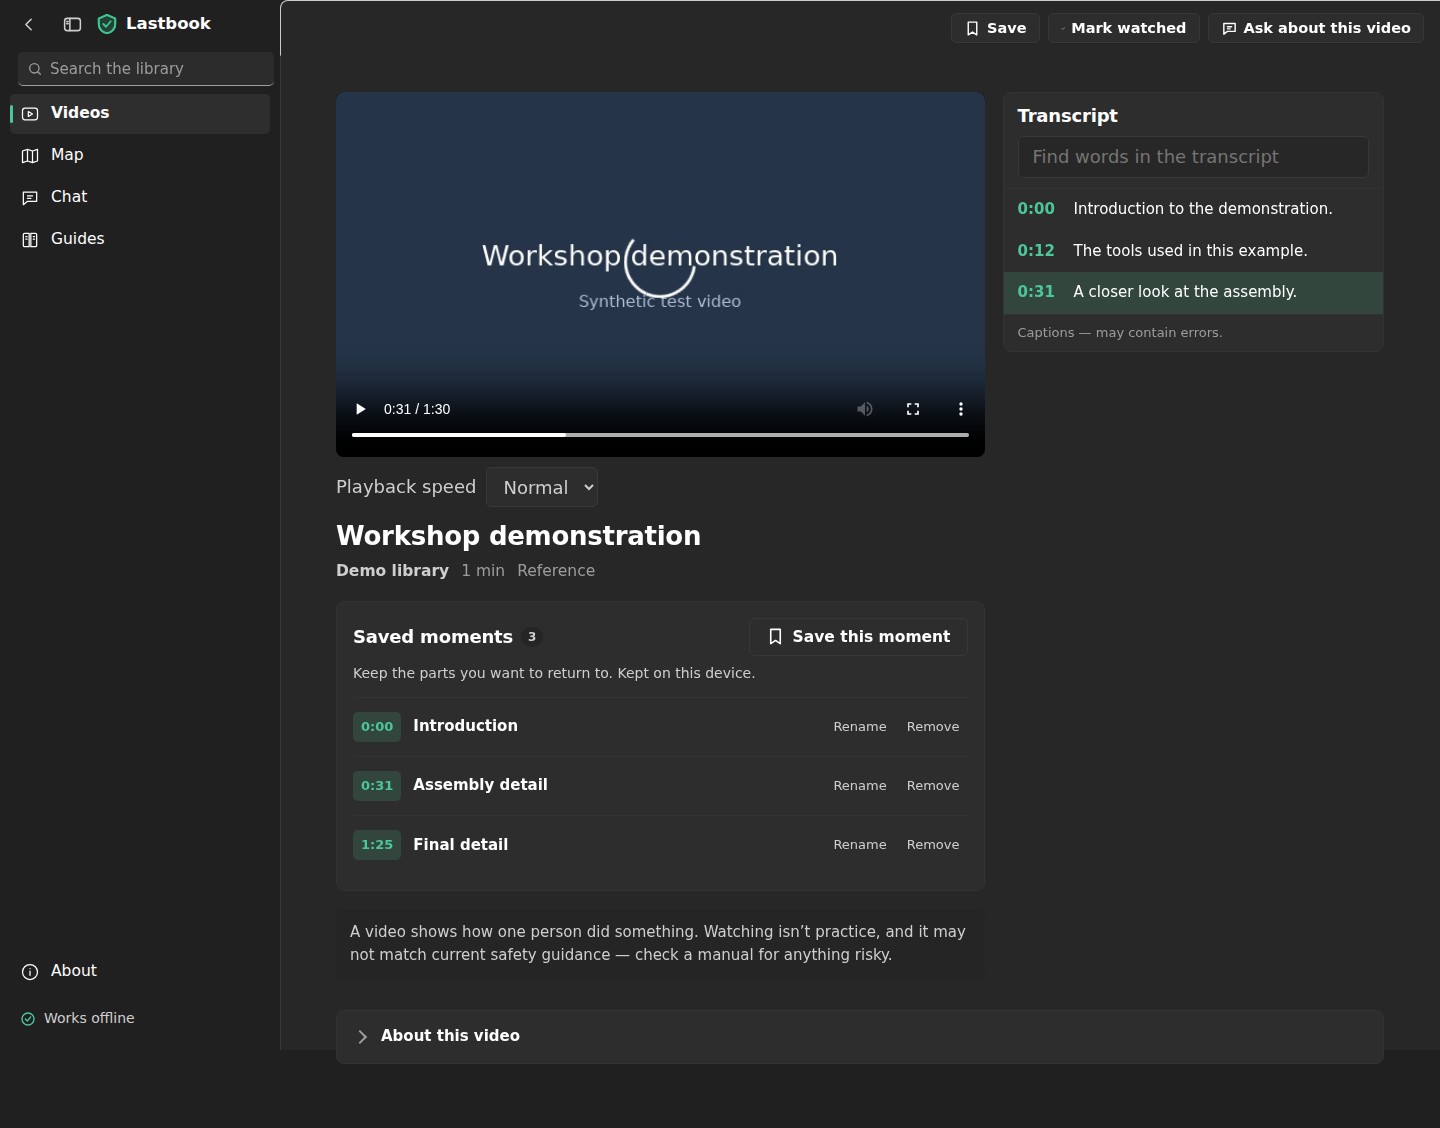 Lastbook
Search the library
Videos
Map
Chat
Guides
About
Works offline
Save
Mark watched
Ask about this video
Workshop demonstration
Synthetic test video
0:31 / 1:30
Playback speed Normal
Workshop demonstration
Demo library 1 min Reference
Saved moments 3
Save this moment
Keep the parts you want to return to. Kept on this device.
0:00 Introduction Rename Remove
0:31 Assembly detail Rename Remove
1:25 Final detail Rename Remove
A video shows how one person did something. Watching isn’t practice, and it may
not match current safety guidance — check a manual for anything risky.
About this video
Transcript
Find words in the transcript
0:00 Introduction to the demonstration.
0:12 The tools used in this example.
0:31 A closer look at the assembly.
Captions — may contain errors.